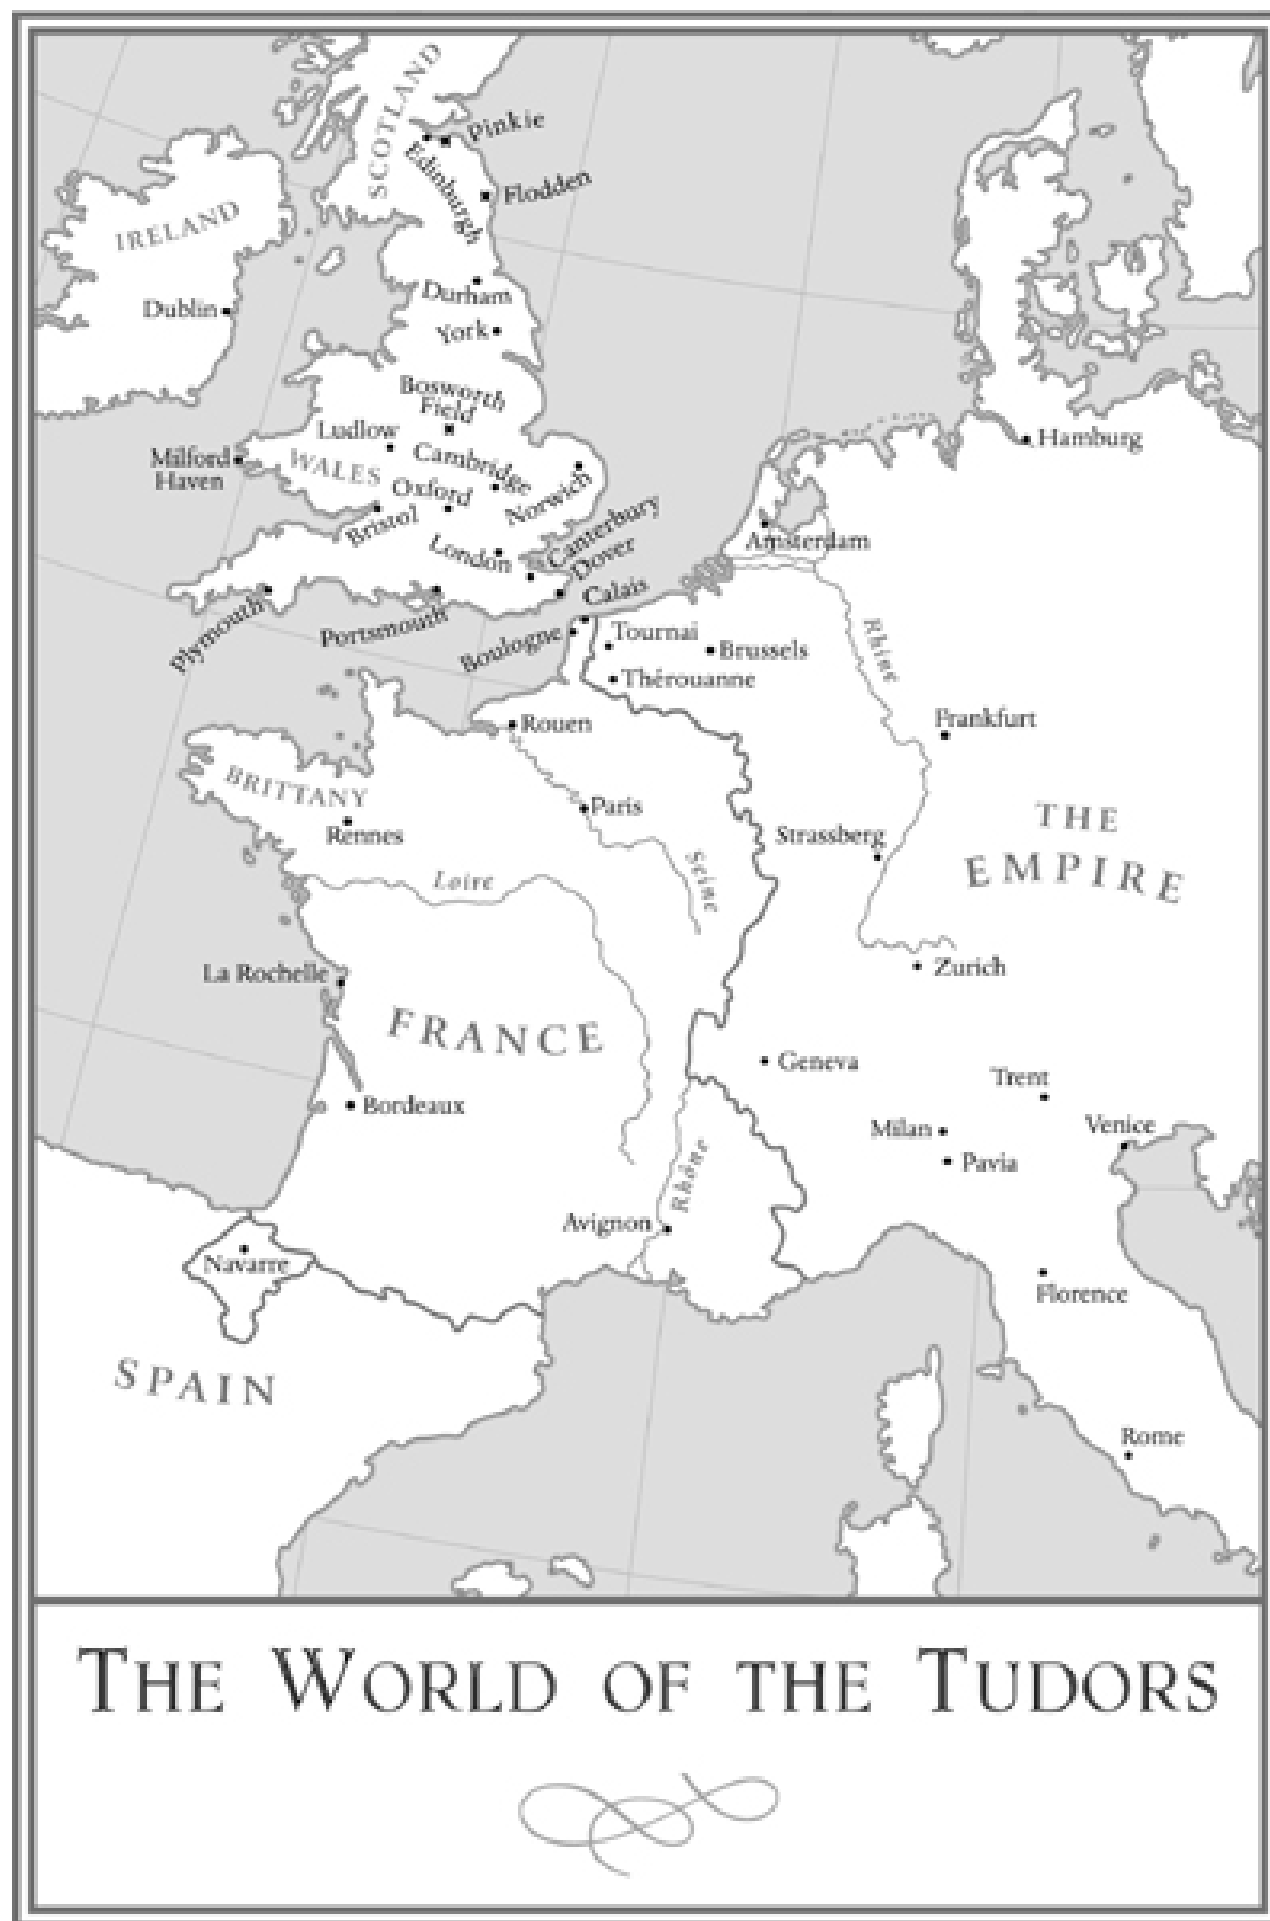 SCOTLAND
Pinkie
Edinburgh
Flodden
IRELAND
Durham
Dublin
York
Bosworth
Field
Ludlow
Hamburg
Milford
Haven
WALES
Cambridge
Norwich
Oxford
Bristol
London
Canterbury
Dover
Amsterdam
Calais
Plymouth
Portsmouth
Boulogne
Tournai
Brussels
Rhine
Thérouanne
Rouen
Frankfurt
BRITTANY
Rennes
Paris
THE
EMPIRE
Strassberg
Loire
Seine
La Rochelle
Zurich
FRANCE
Geneva
Trent
Bordeaux
Milan
Venice
Pavia
Rhône
Avignon
Navarre
Florence
SPAIN
Rome
THE WORLD OF THE TUDORS